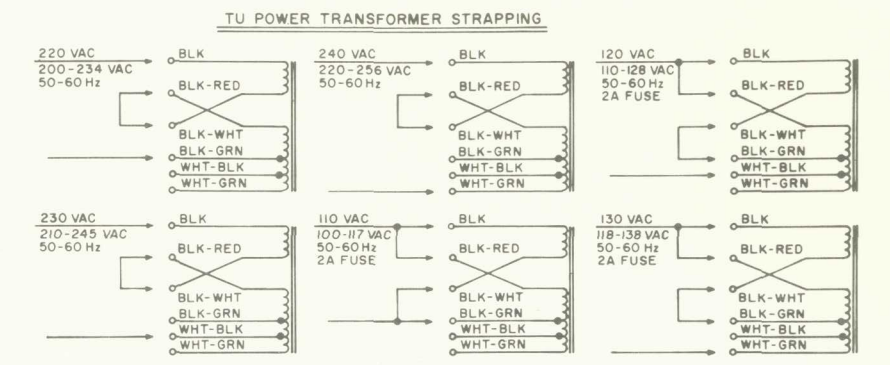 TU POWER TRANSFORMER STRAPPING
220 VAC
200-234 VAC
50-60 Hz
BLK
BLK-RED
BLK-WHT
BLK-GRN
WHT-BLK
WHT-GRN
240 VAC
220-256 VAC
50-60 Hz
BLK
BLK-RED
BLK-WHT
BLK-GRN
WHT-BLK
WHT-GRN
120 VAC
110-128 VAC
50-60 Hz
2A FUSE
BLK
BLK-RED
BLK-WHT
BLK-GRN
WHT-BLK
WHT-GRN
230 VAC
210-245 VAC
50-60 Hz
BLK
BLK-RED
BLK-WHT
BLK-GRN
WHT-BLK
WHT-GRN
110 VAC
100-117 VAC
50-60 Hz
2A FUSE
BLK
BLK-RED
BLK-WHT
BLK-GRN
WHT-BLK
WHT-GRN
130 VAC
118-138 VAC
50-60 Hz
2A FUSE
BLK
BLK-RED
BLK-WHT
BLK-GRN
WHT-BLK
WHT-GRN